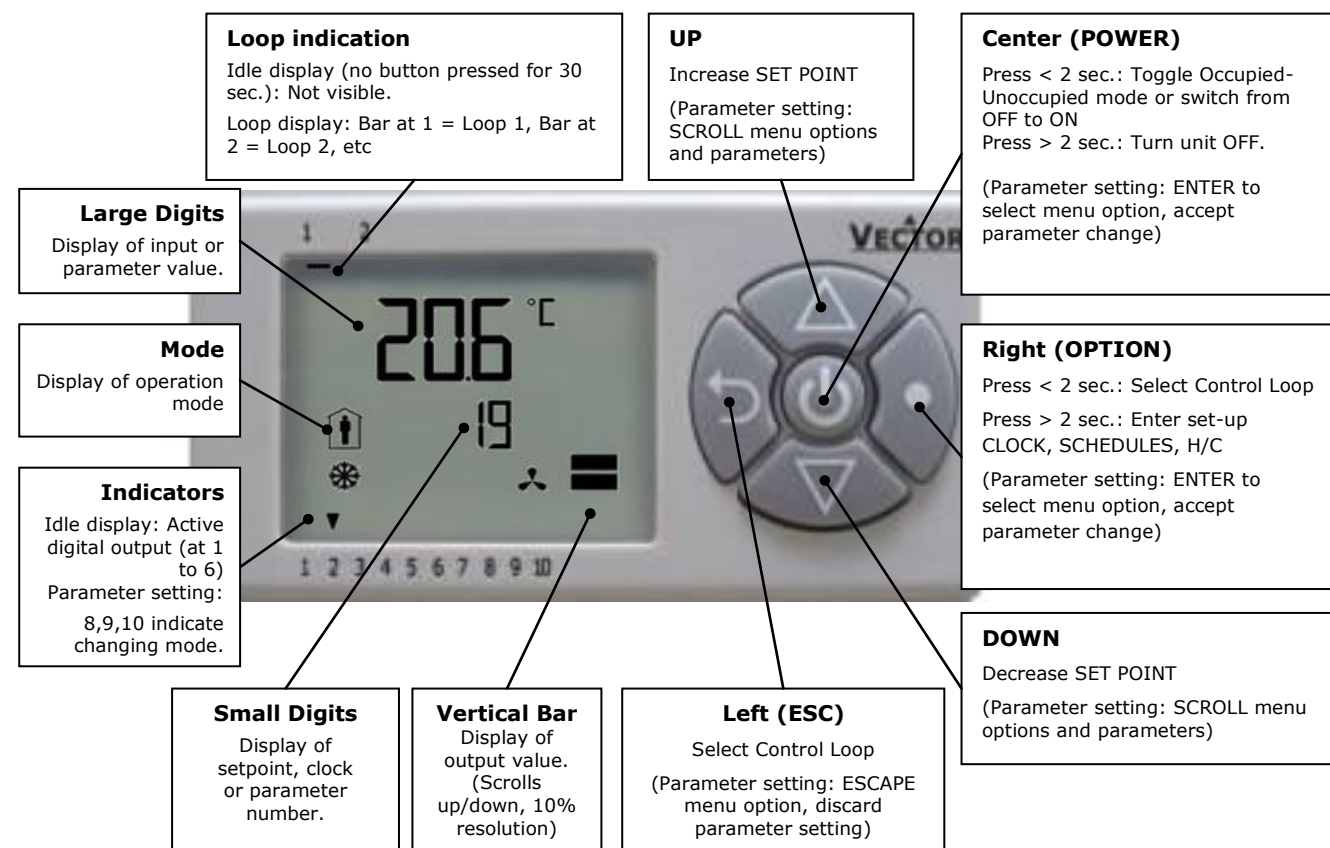 Loop indication
Idle display (no button pressed for 30
sec.): Not visible.
Loop display: Bar at 1 = Loop 1, Bar at
2 = Loop 2, etc
UP
Increase SET POINT
(Parameter setting:
SCROLL menu options
and parameters)
Center (POWER)
Press < 2 sec.: Toggle Occupied-
Unoccupied mode or switch from
OFF to ON
Press > 2 sec.: Turn unit OFF.
(Parameter setting: ENTER to
select menu option, accept
parameter change)
Large Digits
Display of input or
parameter value.
Mode
Display of operation
mode
Indicators
Idle display: Active
digital output (at 1
to 6)
Parameter setting:
8,9,10 indicate
changing mode.
1 2
20.6 °C
19
1 2 3 4 5 6 7 8 9 10
VECTOR
Right (OPTION)
Press < 2 sec.: Select Control Loop
Press > 2 sec.: Enter set-up
CLOCK, SCHEDULES, H/C
(Parameter setting: ENTER to
select menu option, accept
parameter change)
DOWN
Decrease SET POINT
(Parameter setting: SCROLL menu
options and parameters)
Small Digits
Display of
setpoint, clock
or parameter
number.
Vertical Bar
Display of
output value.
(Scrolls
up/down, 10%
resolution)
Left (ESC)
Select Control Loop
(Parameter setting: ESCAPE
menu option, discard
parameter setting)